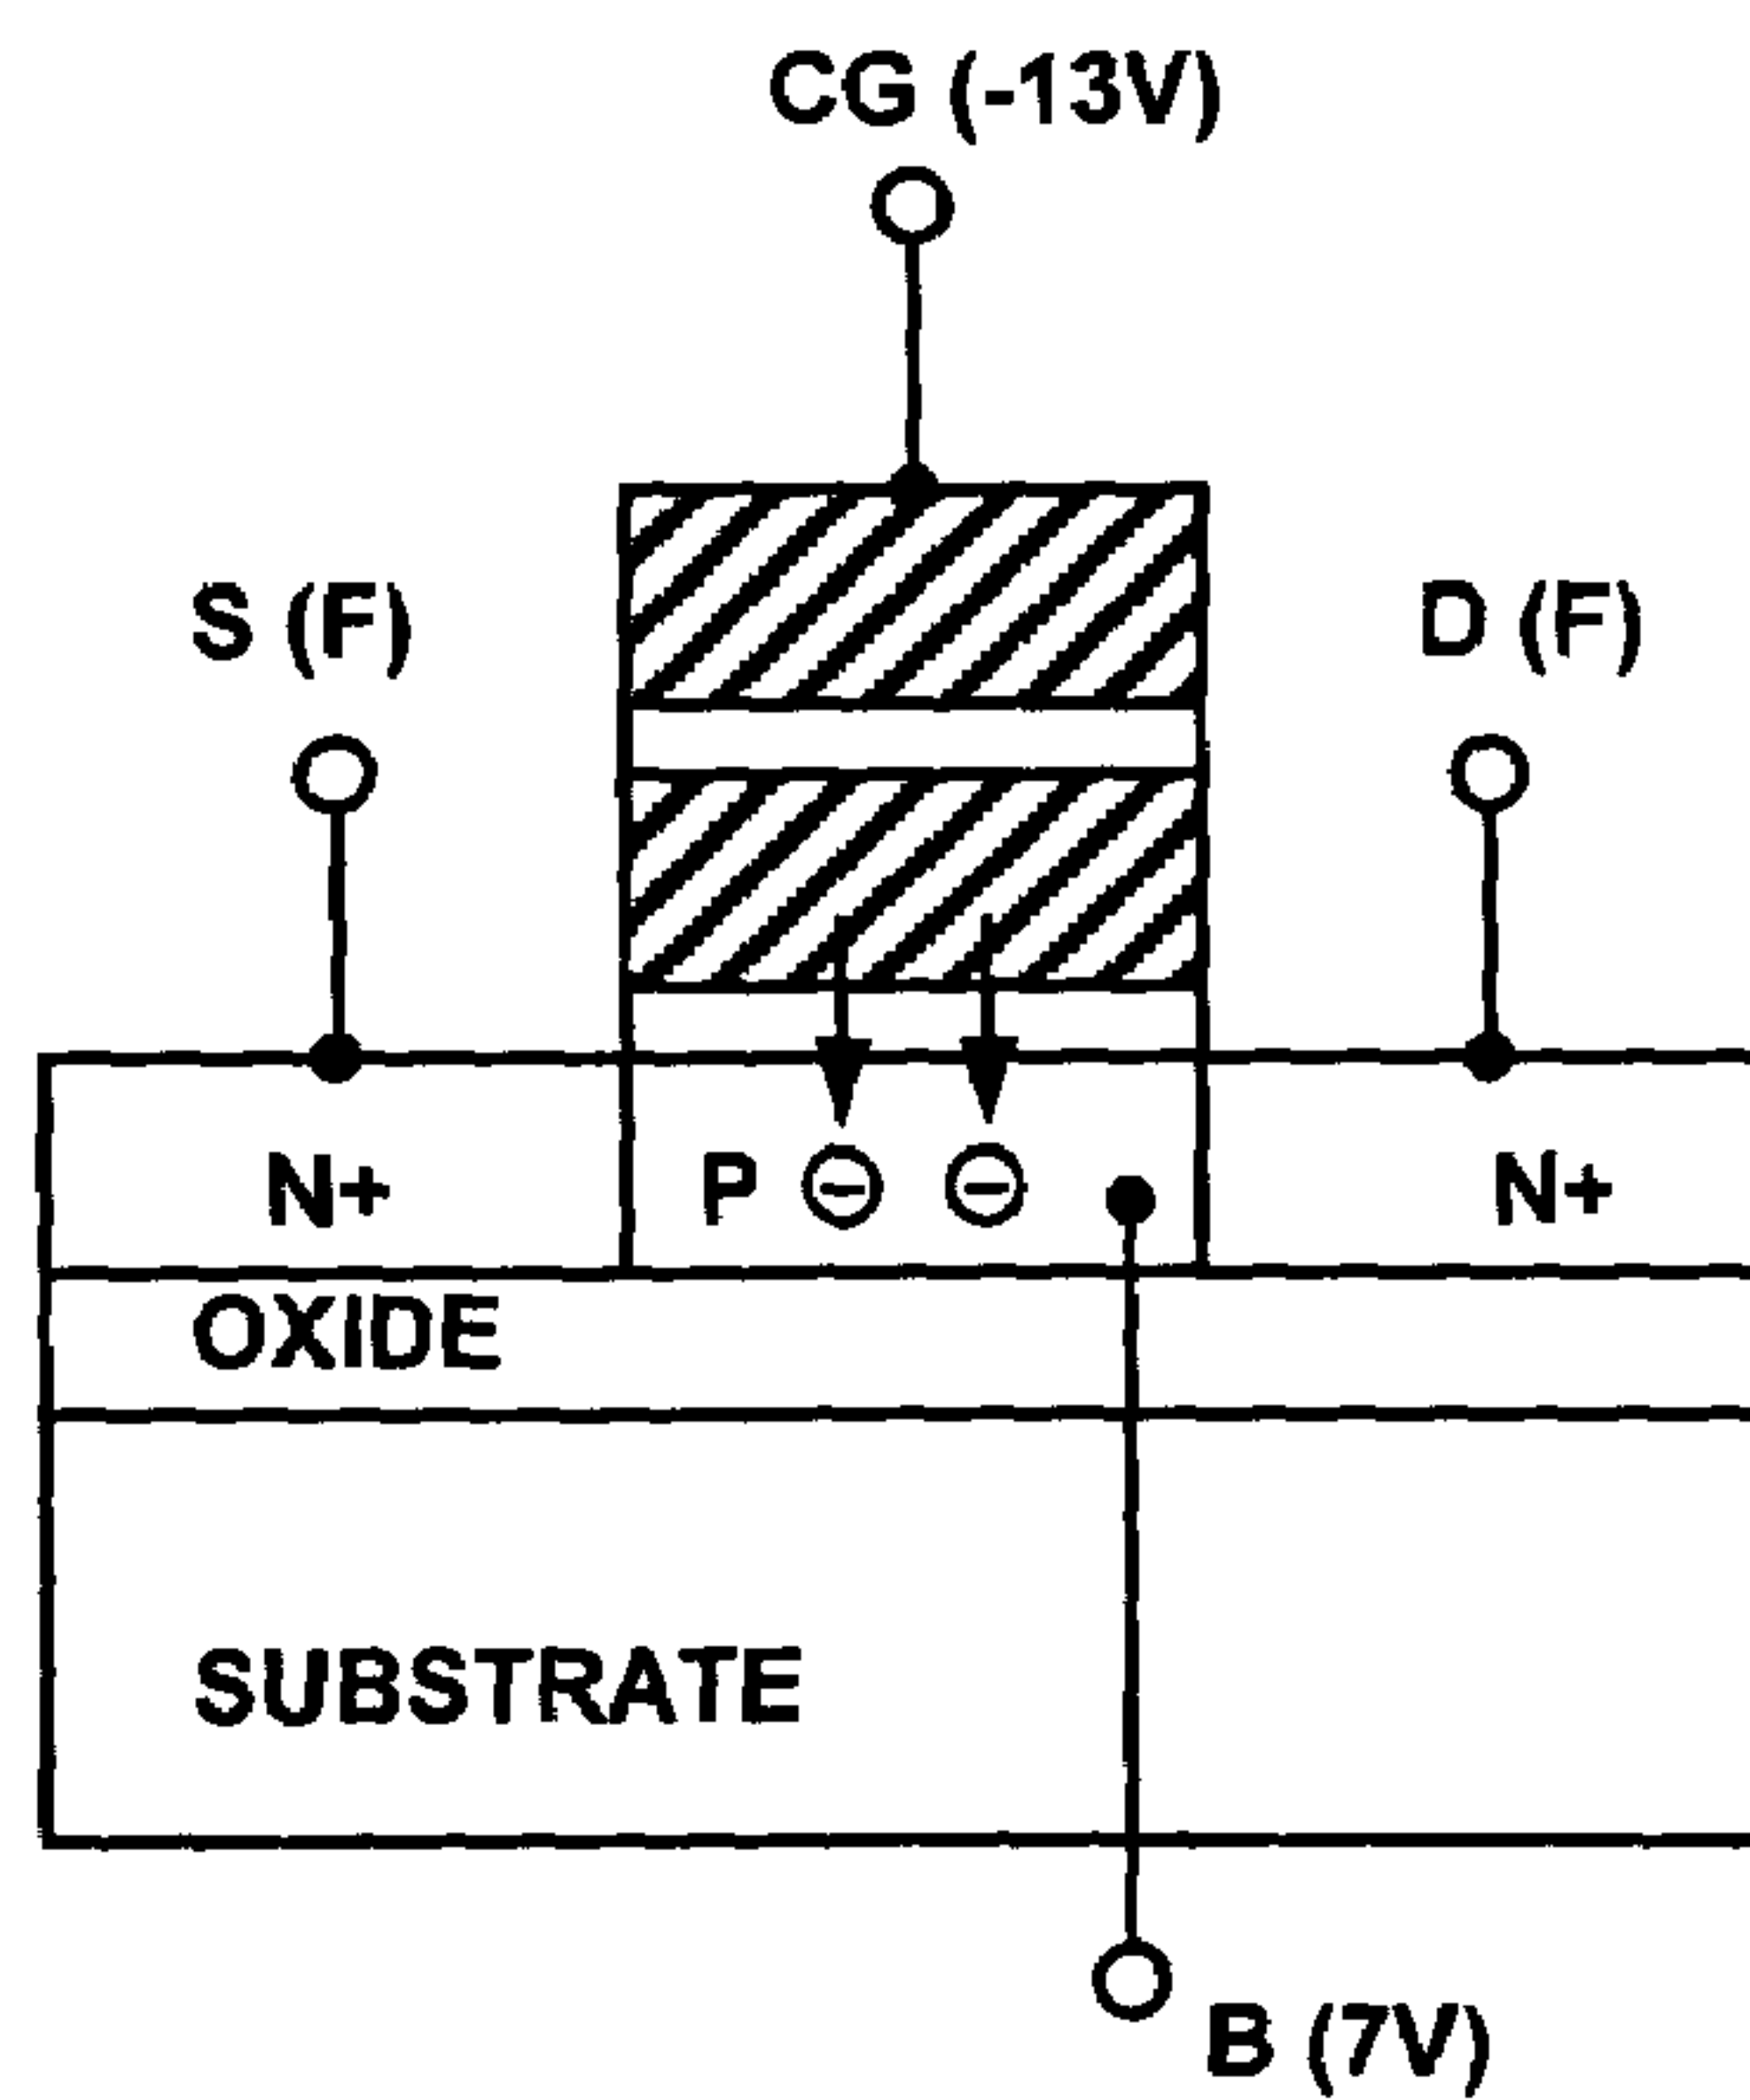 CG (-13V)
S (F)
D (F)
N+
P
N+
OXIDE
SUBSTRATE
B (7V)